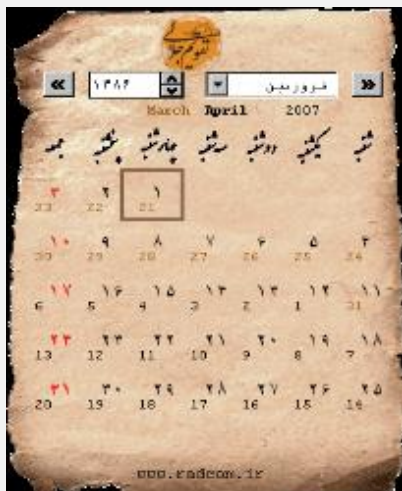 « فروردین ۱۳۸۶ »
March April 2007
شنبه یکشنبه دوشنبه سه‌شنبه چهارشنبه پنجشنبه جمعه
۱ ۲ ۳
21 22 23
۴ ۵ ۶ ۷ ۸ ۹ ۱۰
24 25 26 27 28 29 30
۱۱ ۱۲ ۱۳ ۱۴ ۱۵ ۱۶ ۱۷
31 1 2 3 4 5 6
۱۸ ۱۹ ۲۰ ۲۱ ۲۲ ۲۳ ۲۴
7 8 9 10 11 12 13
۲۵ ۲۶ ۲۷ ۲۸ ۲۹ ۳۰ ۳۱
14 15 16 17 18 19 20
www.radcom.ir